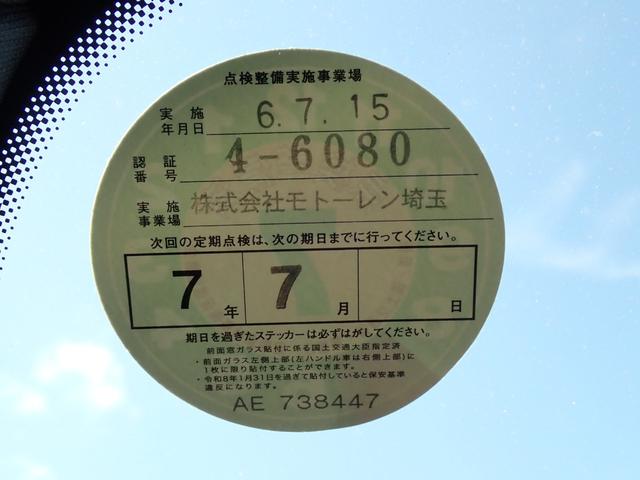 点検整備実施事業場
実施年月日 6.7.15
認証番号 4-6080
実施事業場 株式会社モトーレン埼玉
次回の定期点検は、次の期日までに行ってください。
7年 7月 日
期日を過ぎたステッカーは必ずはがしてください。
前面窓ガラス貼付に係る国土交通大臣指定済
・前面ガラス左側上部(左ハンドル車は右側上部)に
1枚に限り貼付することができます。
・令和8年1月31日を過ぎて貼付していると保安基準
違反になります。
AE 738447